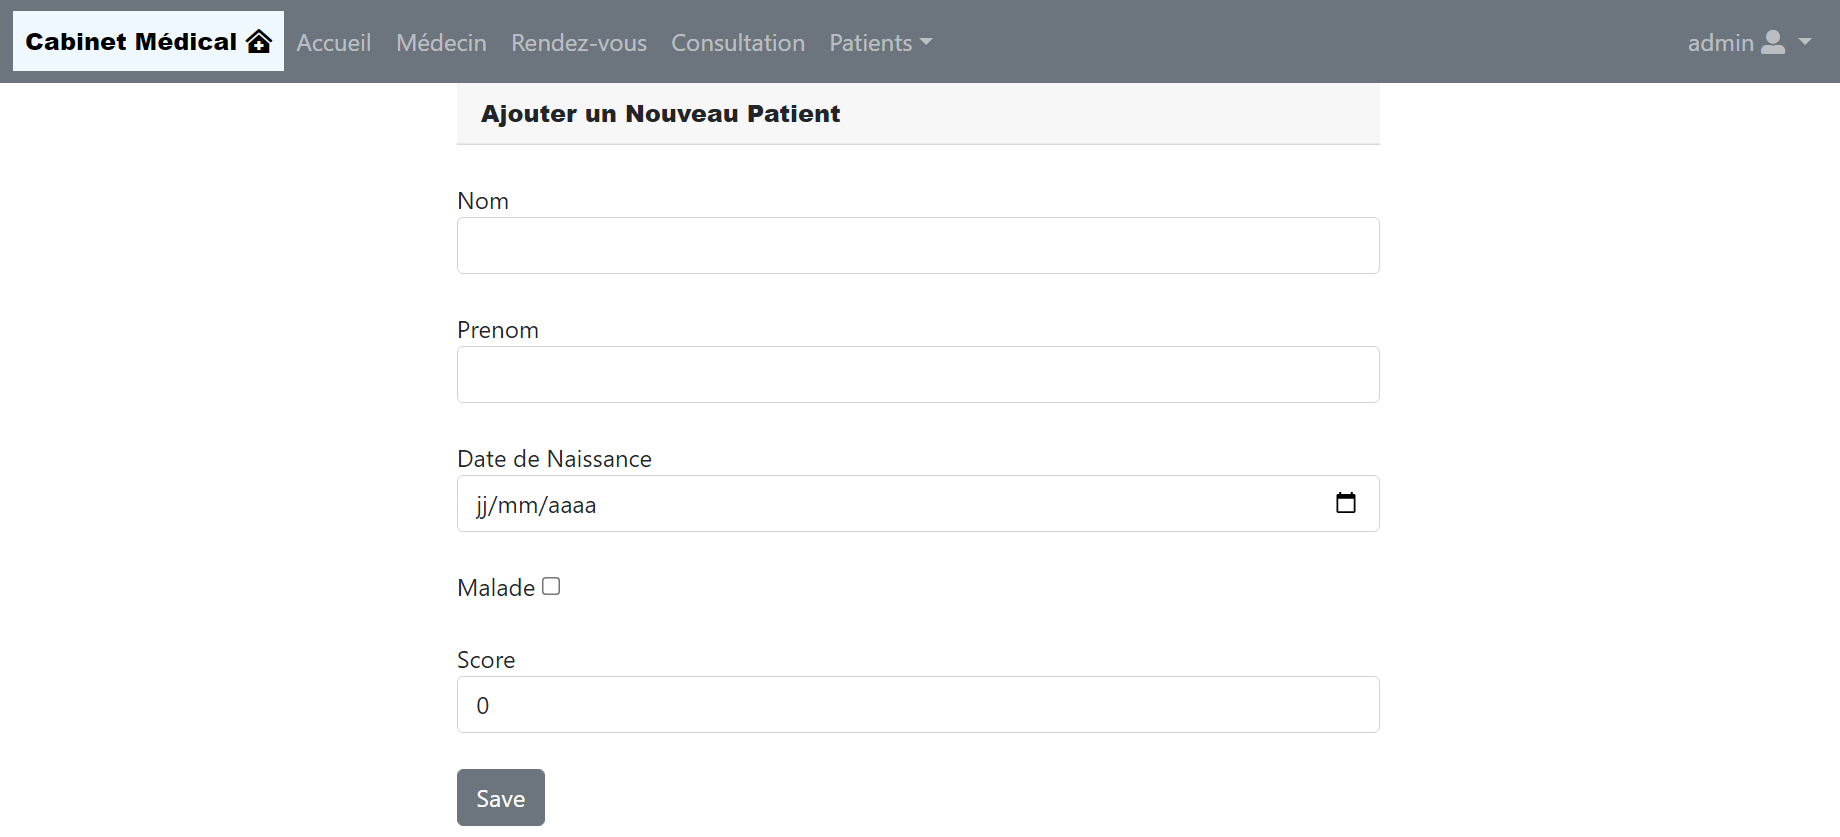 Cabinet Médical Accueil Médecin Rendez-vous Consultation Patients admin
Ajouter un Nouveau Patient
Nom
Prenom
Date de Naissance
jj/mm/aaaa
Malade
Score
0
Save